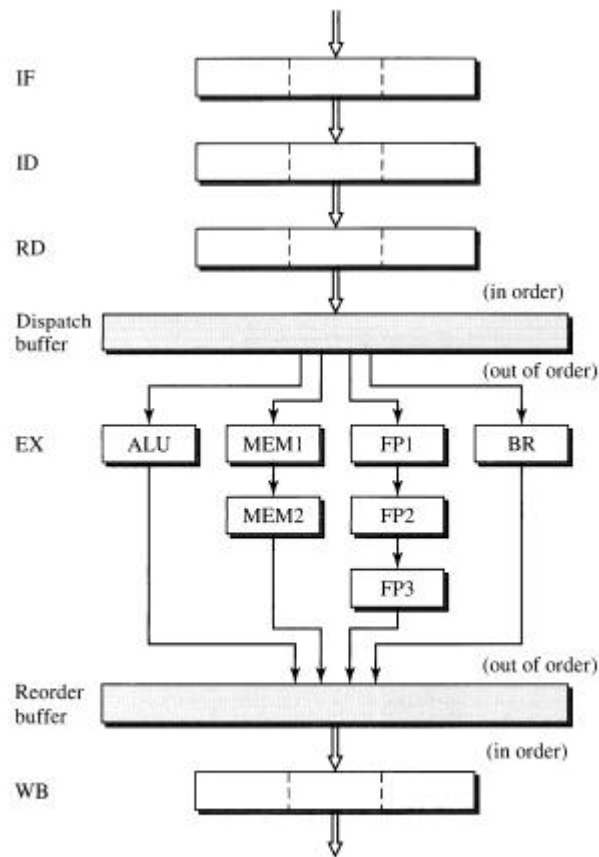 IF
ID
RD
(in order)
Dispatch
buffer
(out of order)
EX
ALU
MEM1
FP1
BR
MEM2
FP2
FP3
(out of order)
Reorder
buffer
(in order)
WB